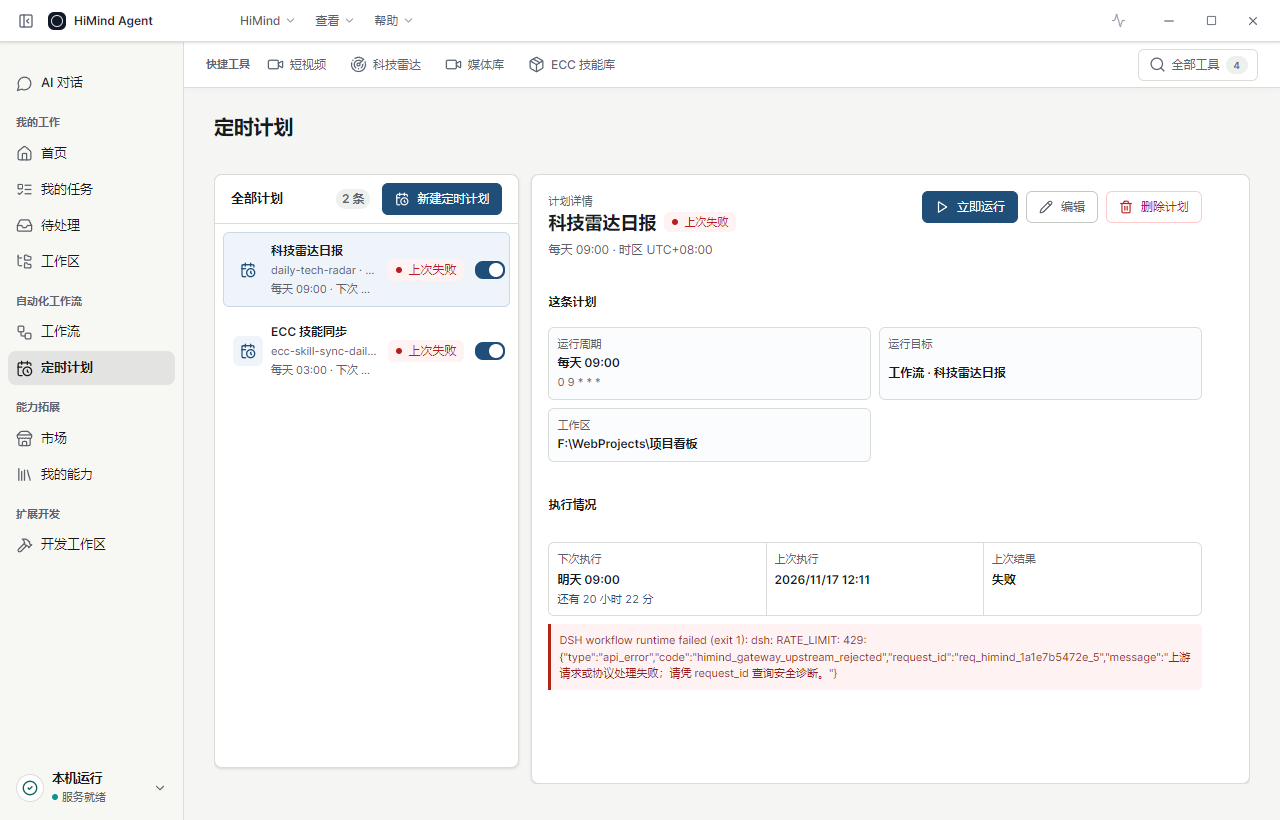 HiMind Agent
HiMind
查看
帮助
AI 对话
我的工作
首页
我的任务
待处理
工作区
自动化工作流
工作流
定时计划
能力拓展
市场
我的能力
扩展开发
开发工作区
本机运行
服务就绪
快捷工具
短视频
科技雷达
媒体库
ECC 技能库
全部工具 4
定时计划
全部计划
2 条
新建定时计划
科技雷达日报
daily-tech-radar · ...
每天 09:00 · 下次 ...
上次失败
ECC 技能同步
ecc-skill-sync-dail...
每天 03:00 · 下次 ...
上次失败
计划详情
科技雷达日报
上次失败
每天 09:00 · 时区 UTC+08:00
立即运行
编辑
删除计划
这条计划
运行周期
每天 09:00
0 9 * * *
运行目标
工作流 · 科技雷达日报
工作区
F:\WebProjects\项目看板
执行情况
下次执行
明天 09:00
还有 20 小时 22 分
上次执行
2026/11/17 12:11
上次结果
失败
DSH workflow runtime failed (exit 1): dsh: RATE_LIMIT: 429:
{"type":"api_error","code":"himind_gateway_upstream_rejected","request_id":"req_himind_1a1e7b5472e_5","message":"上游
请求或协议处理失败；请凭 request_id 查询安全诊断。"}